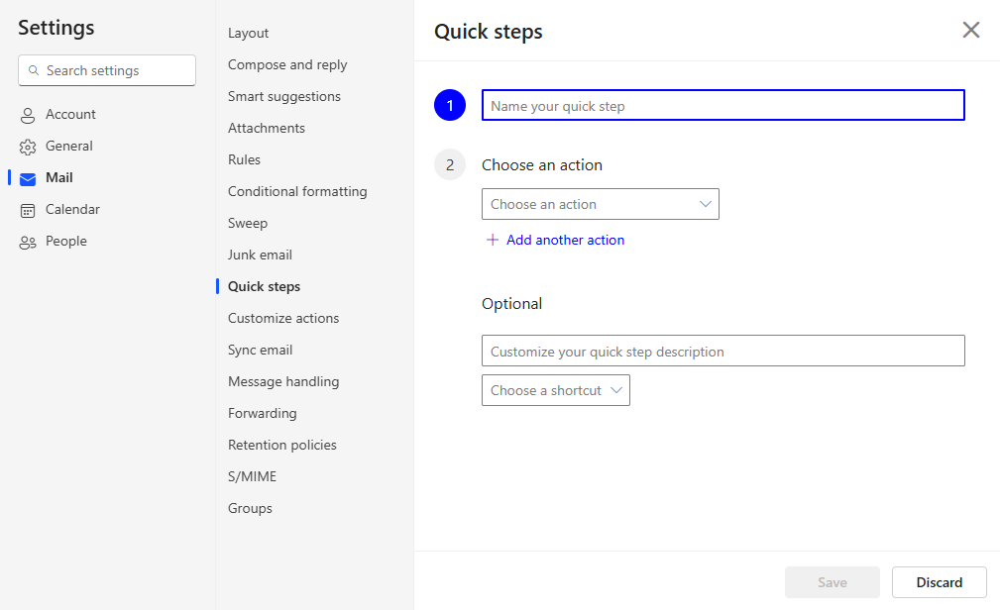 Settings
Search settings
Account
General
Mail
Calendar
People
Layout
Compose and reply
Smart suggestions
Attachments
Rules
Conditional formatting
Sweep
Junk email
Quick steps
Customize actions
Sync email
Message handling
Forwarding
Retention policies
S/MIME
Groups
Quick steps
1
Name your quick step
2
Choose an action
Choose an action
Add another action
Optional
Customize your quick step description
Choose a shortcut
Save
Discard